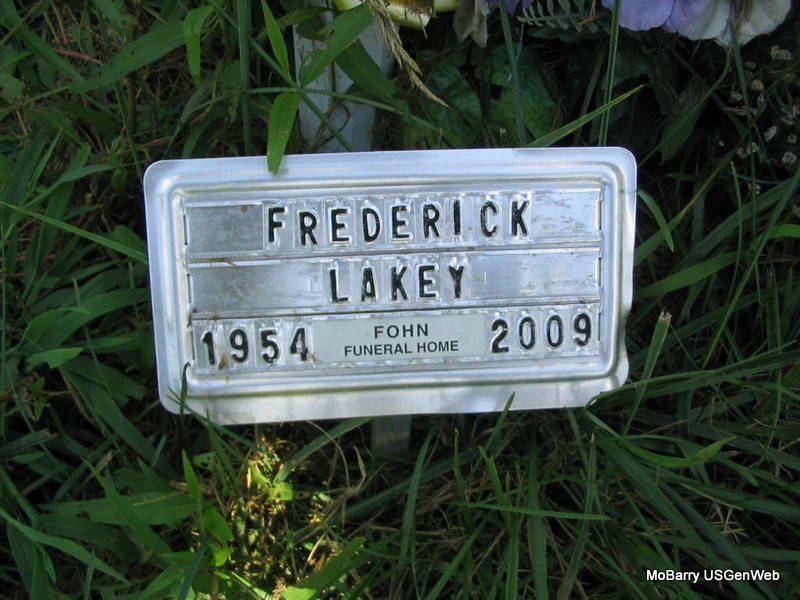 FREDERICK
LAKEY
1954 FOHN FUNERAL HOME 2009
MoBarry USGenWeb